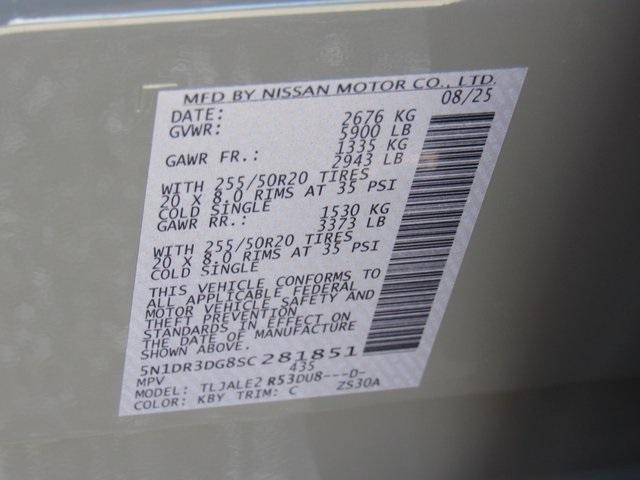 MFD BY NISSAN MOTOR CO., LTD.
DATE: 08/25
GVWR: 2676 KG
5900 LB
GAWR FR.: 1335 KG
2943 LB
WITH 255/50R20 TIRES
20 X 8.0 RIMS AT 35 PSI
COLD SINGLE
GAWR RR.: 1530 KG
3373 LB
WITH 255/50R20 TIRES
20 X 8.0 RIMS AT 35 PSI
COLD SINGLE
THIS VEHICLE CONFORMS TO
ALL APPLICABLE FEDERAL
MOTOR VEHICLE SAFETY AND
THEFT PREVENTION
STANDARDS IN EFFECT ON
THE DATE OF MANUFACTURE
SHOWN ABOVE.
5N1DR3DG8SC281851
MPV 435
MODEL: TLJALE2 R53DU8---D-
COLOR: KBY TRIM: C ZS30A